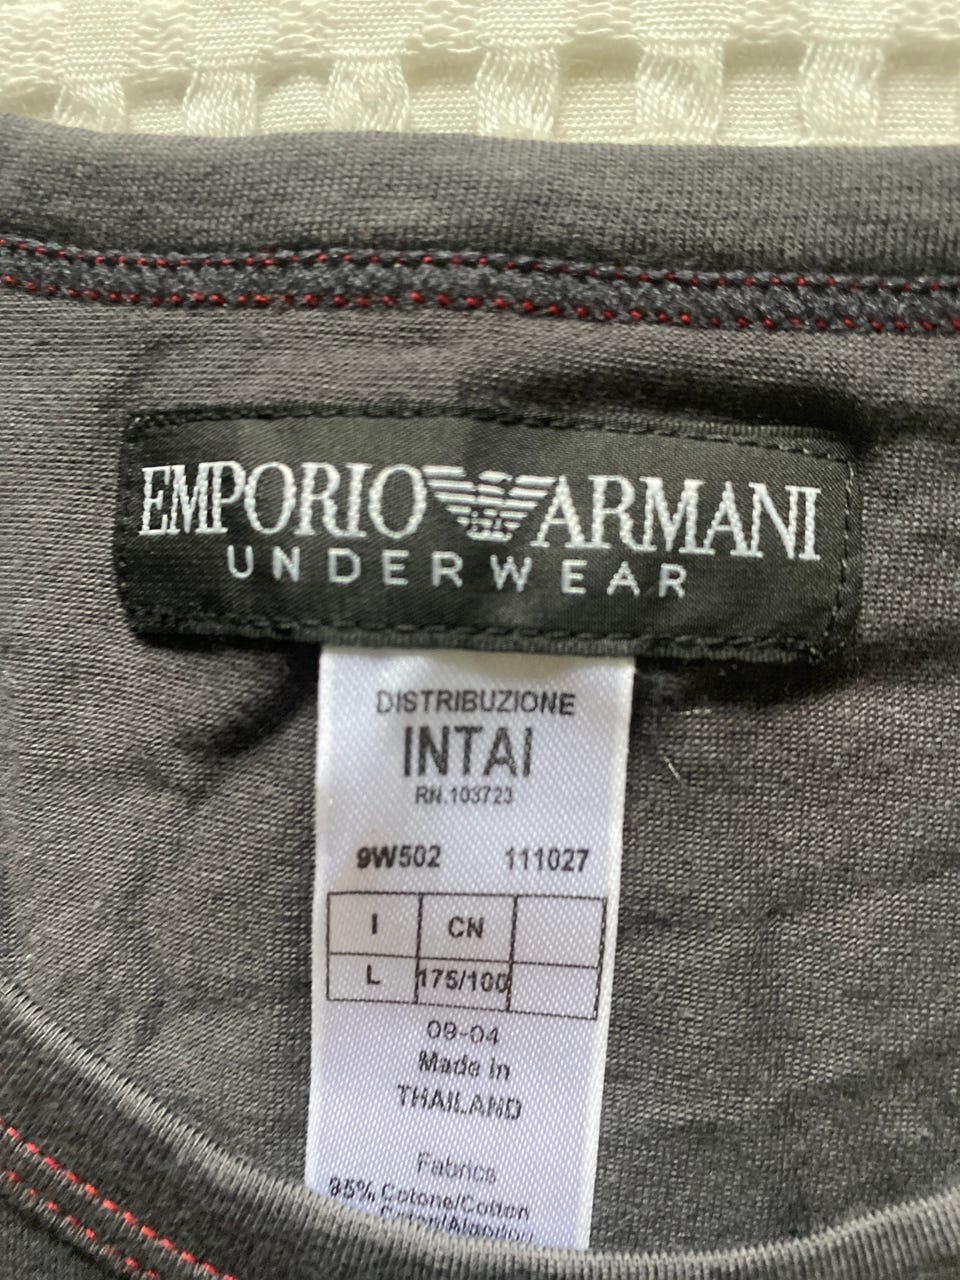 EMPORIO ARMANI
UNDERWEAR
DISTRIBUZIONE
INTAI
RN.103723
9W502 111027
I CN
L 175/100
09-04
Made in
THAILAND
Fabrics
95% Cotone/Cotton